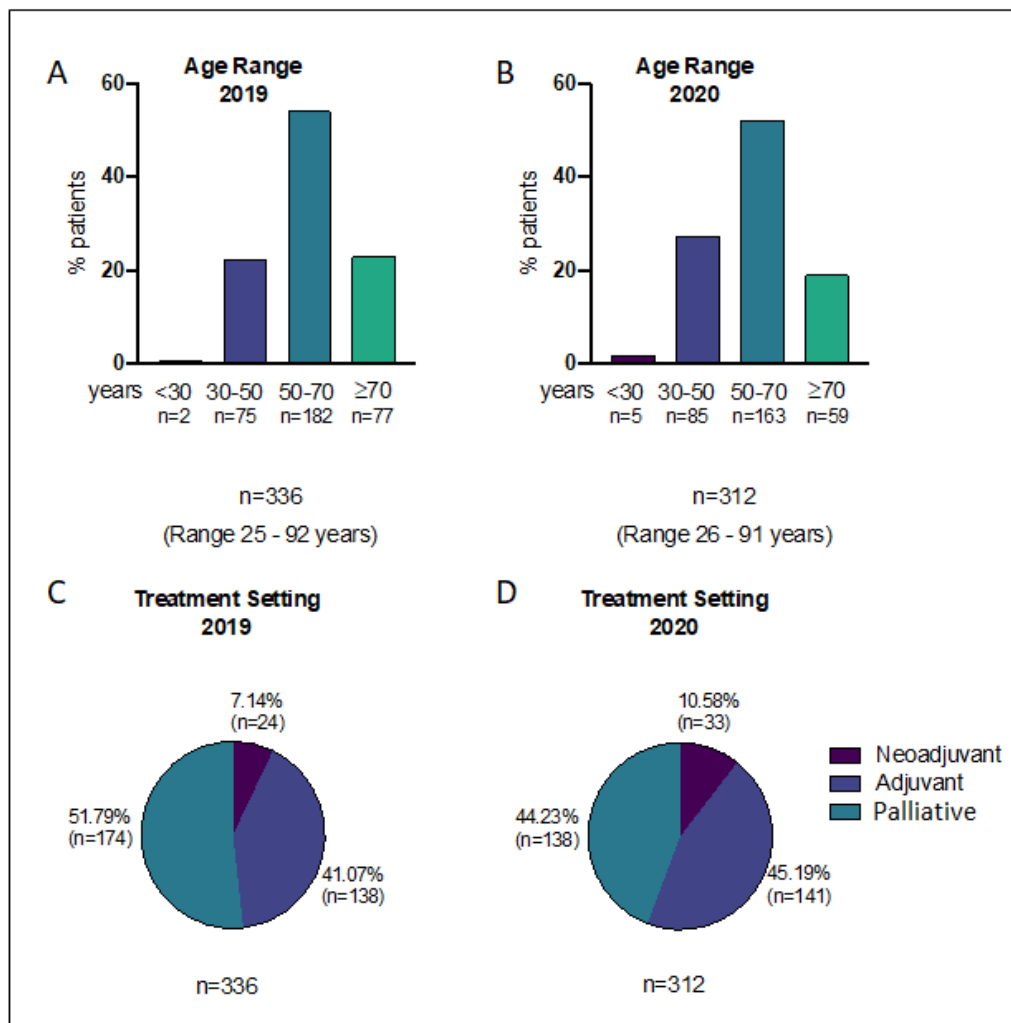 A
Age Range
2019
60
40
20
0
% patients
years <30 30-50 50-70 ≥70
n=2 n=75 n=182 n=77
n=336
(Range 25 - 92 years)
B
Age Range
2020
60
40
20
0
% patients
years <30 30-50 50-70 ≥70
n=5 n=85 n=163 n=59
n=312
(Range 26 - 91 years)
C
Treatment Setting
2019
7.14%
(n=24)
51.79%
(n=174)
41.07%
(n=138)
n=336
D
Treatment Setting
2020
10.58%
(n=33)
44.23%
(n=138)
45.19%
(n=141)
n=312
Neoadjuvant
Adjuvant
Palliative